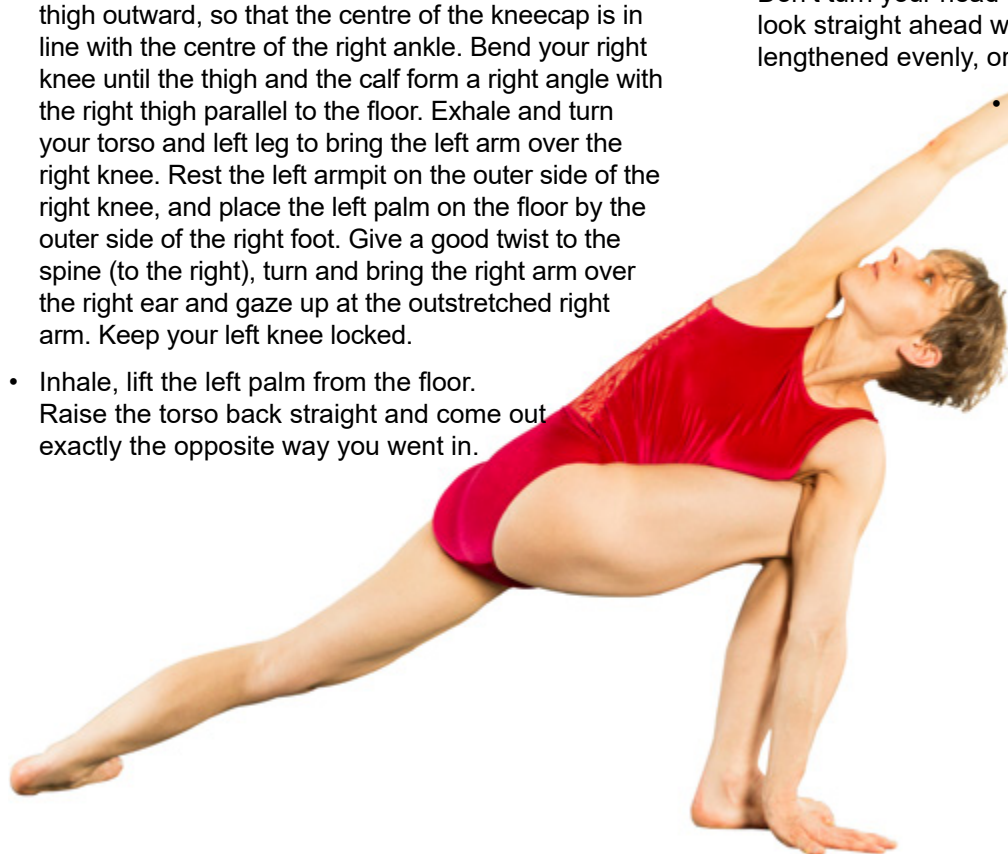 thigh outward, so that the centre of the kneecap is in
line with the centre of the right ankle. Bend your right
knee until the thigh and the calf form a right angle with
the right thigh parallel to the floor. Exhale and turn
your torso and left leg to bring the left arm over the
right knee. Rest the left armpit on the outer side of the
right knee, and place the left palm on the floor by the
outer side of the right foot. Give a good twist to the
spine (to the right), turn and bring the right arm over
the right ear and gaze up at the outstretched right
arm. Keep your left knee locked.
• Inhale, lift the left palm from the floor.
Raise the torso back straight and come out
exactly the opposite way you went in.
Don't turn your head
look straight ahead
lengthened evenly,
•